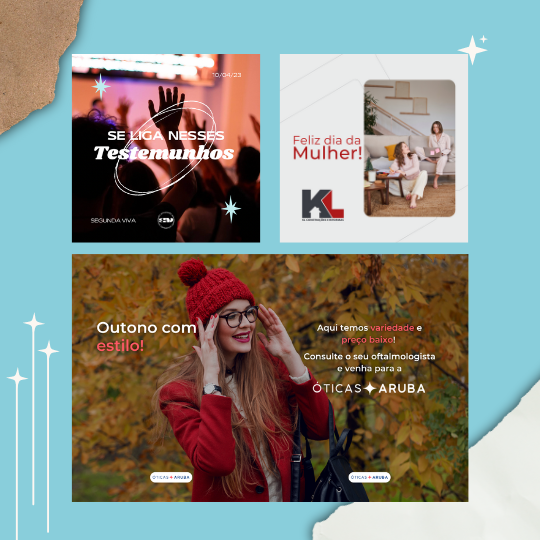 10/04/23
SE LIGA NESSES
Testemunhos
SEGUNDA VIVA
Feliz dia da
Mulher!
KL
Outono com
estilo!
Aqui temos variedade e
preço baixo!
Consulte o seu oftalmologista
e venha para a
ÓTICAS ARUBA
ÓTICAS ARUBA
ÓTICAS ARUBA